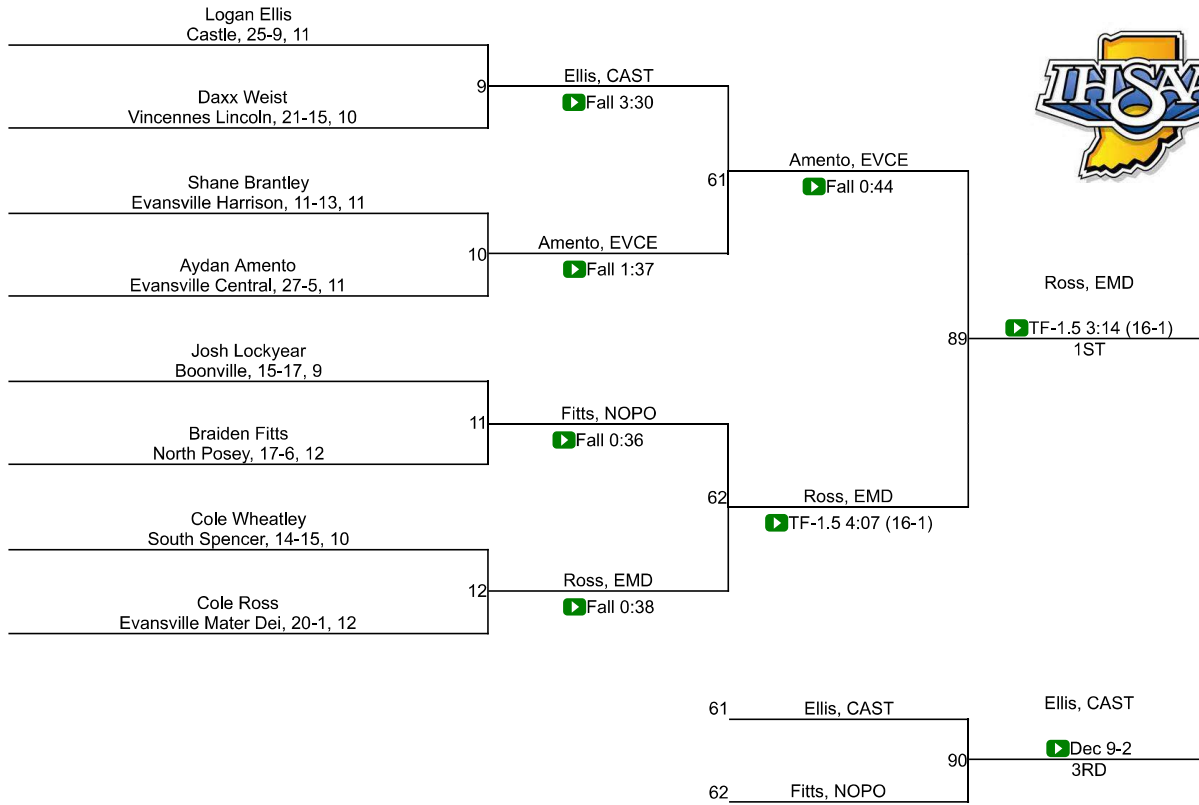 Logan Ellis
Castle, 25-9, 11
Daxx Weist
Vincennes Lincoln, 21-15, 10
Shane Brantley
Evansville Harrison, 11-13, 11
Aydan Amento
Evansville Central, 27-5, 11
Josh Lockyear
Boonville, 15-17, 9
Braiden Fitts
North Posey, 17-6, 12
Cole Wheatley
South Spencer, 14-15, 10
Cole Ross
Evansville Mater Dei, 20-1, 12
9
Ellis, CAST
Fall 3:30
10
Amento, EVCE
Fall 1:37
11
Fitts, NOPO
Fall 0:36
12
Ross, EMD
Fall 0:38
61
Amento, EVCE
Fall 0:44
62
Ross, EMD
TF-1.5 4:07 (16-1)
89
Ross, EMD
TF-1.5 3:14 (16-1)
1ST
IHSAA
61
Ellis, CAST
62
Fitts, NOPO
90
Ellis, CAST
Dec 9-2
3RD